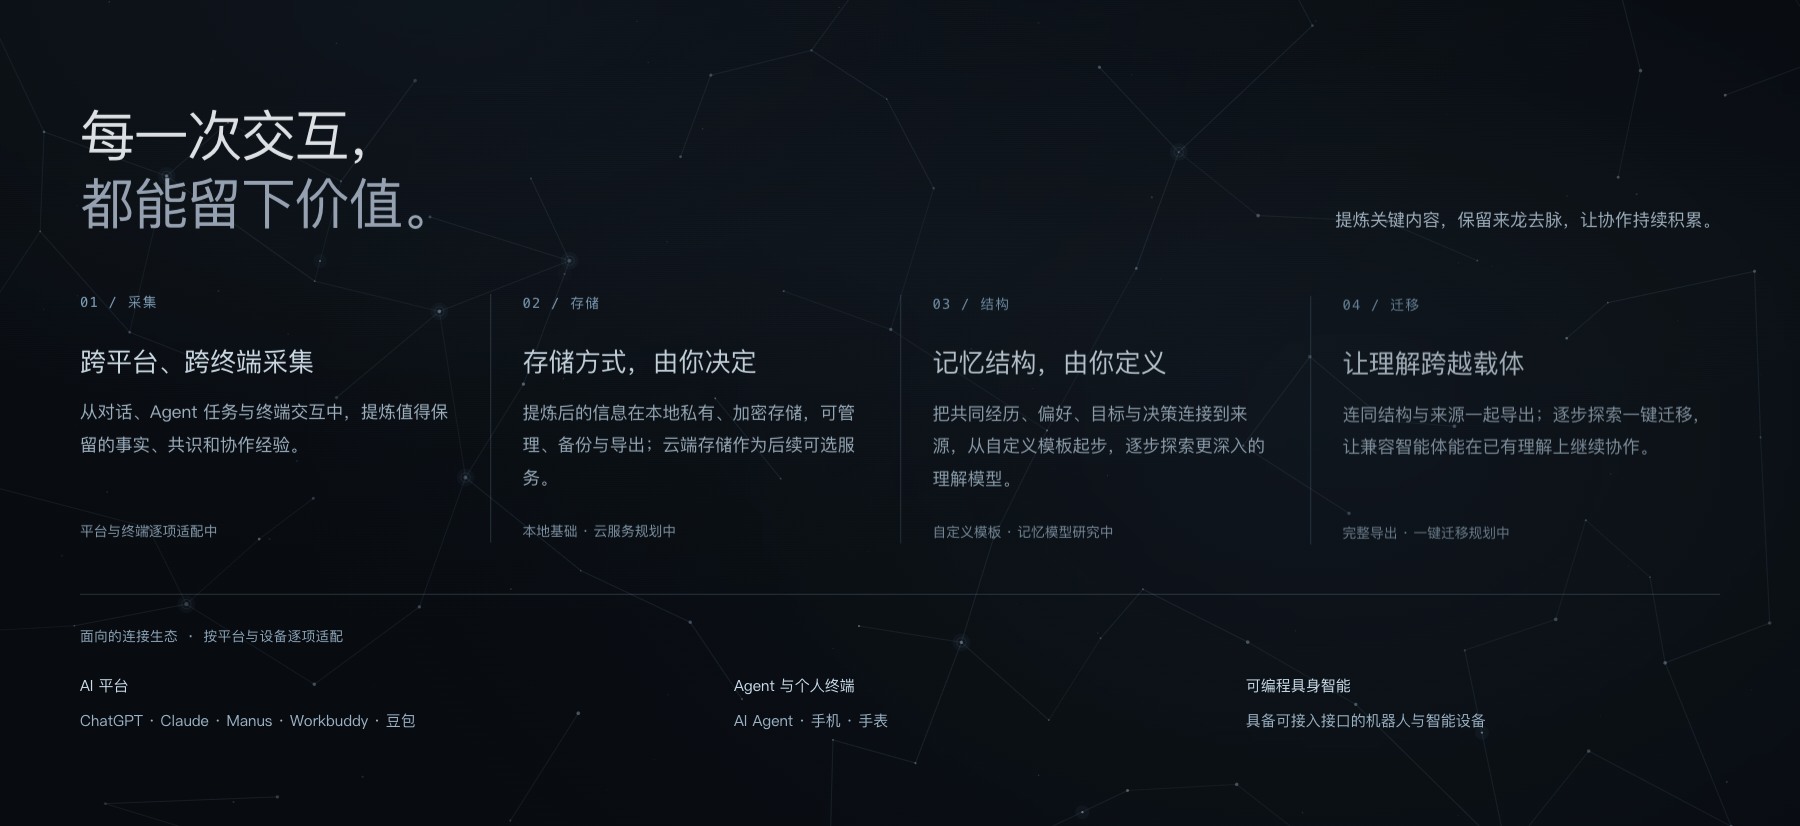 每一次交互，
都能留下价值。
提炼关键内容，保留来龙去脉，让协作持续积累。
01 / 采集
跨平台、跨终端采集
从对话、Agent 任务与终端交互中，提炼值得保
留的事实、共识和协作经验。
平台与终端逐项适配中
02 / 存储
存储方式，由你决定
提炼后的信息在本地私有、加密存储，可管
理、备份与导出；云端存储作为后续可选服
务。
本地基础 · 云服务规划中
03 / 结构
记忆结构，由你定义
把共同经历、偏好、目标与决策连接到来
源，从自定义模板起步，逐步探索更深入的
理解模型。
自定义模板 · 记忆模型研究中
04 / 迁移
让理解跨越载体
连同结构与来源一起导出；逐步探索一键迁移，
让兼容智能体能在已有理解上继续协作。
完整导出 · 一键迁移规划中
面向的连接生态 · 按平台与设备逐项适配
AI 平台
ChatGPT · Claude · Manus · Workbuddy · 豆包
Agent 与个人终端
AI Agent · 手机 · 手表
可编程具身智能
具备可接入接口的机器人与智能设备